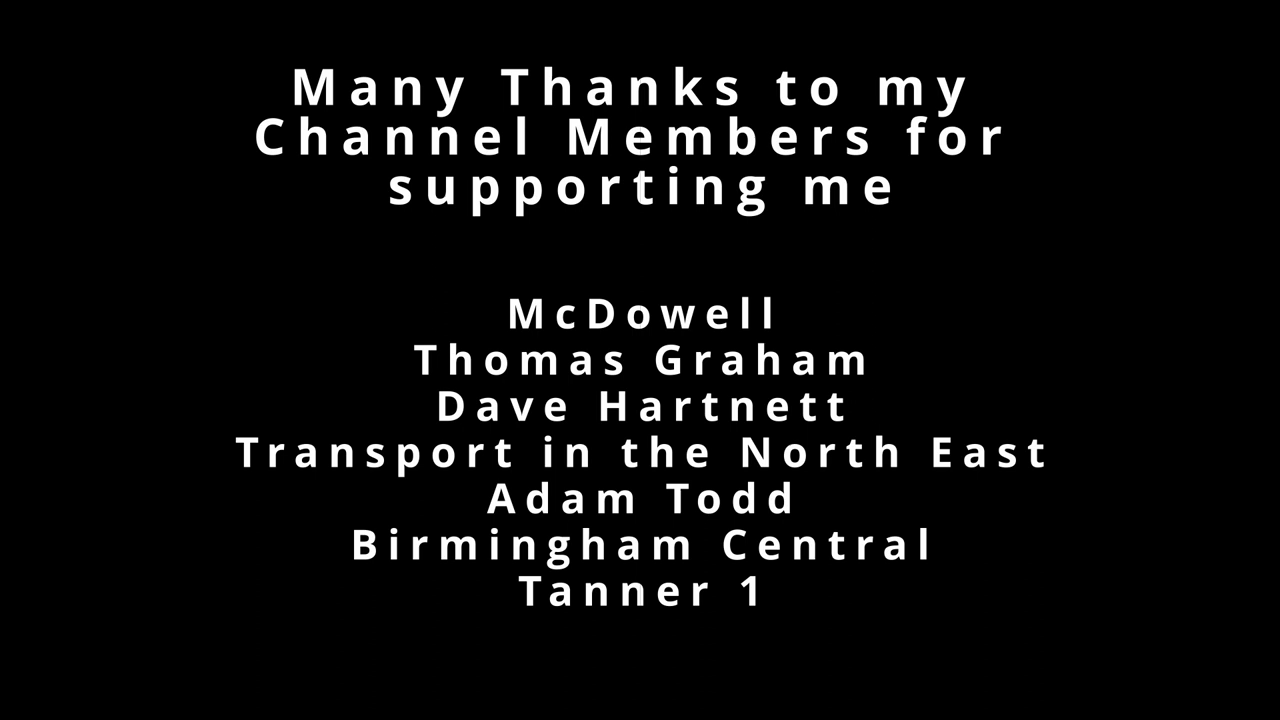 Many Thanks to my
Channel Members for
supporting me
McDowell
Thomas Graham
Dave Hartnett
Transport in the North East
Adam Todd
Birmingham Central
Tanner 1